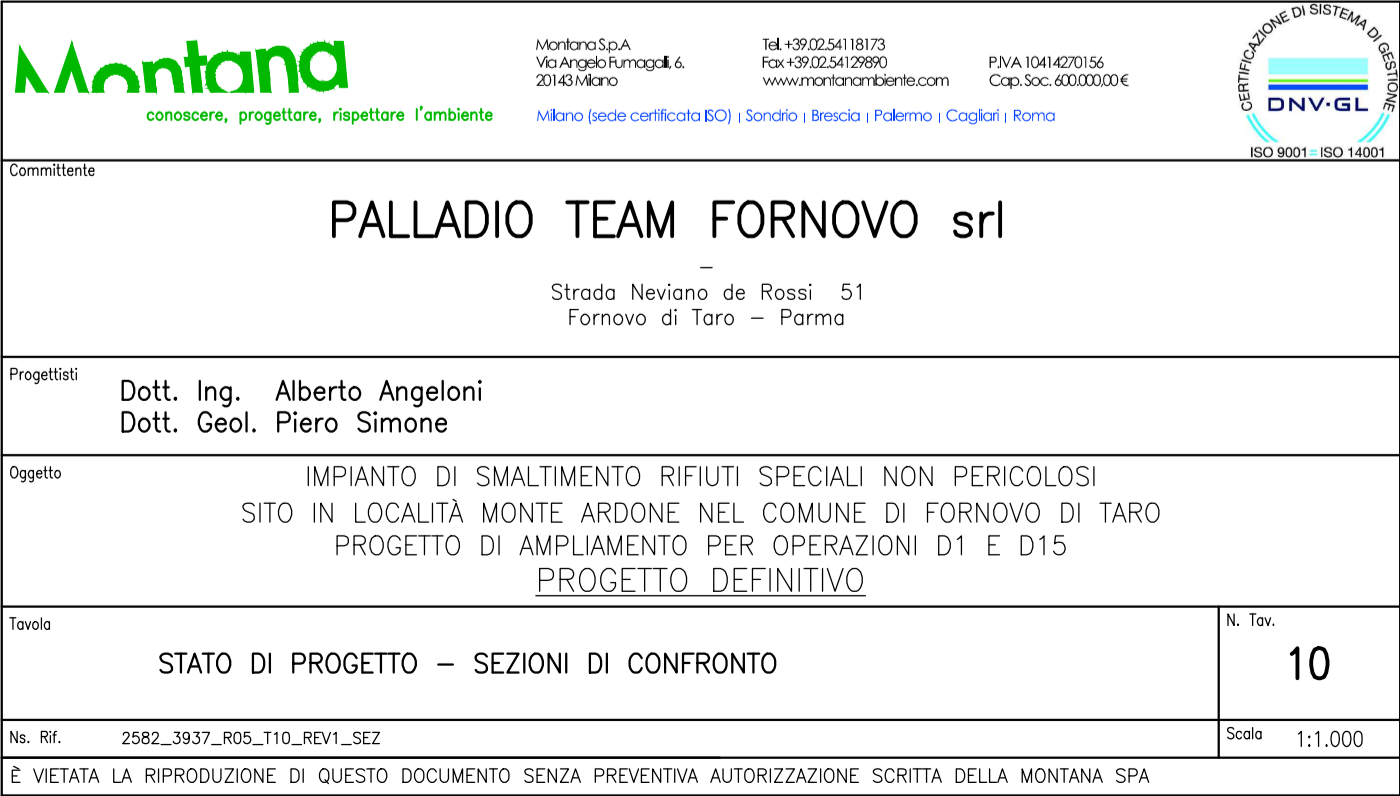 Montana
conoscere, progettare, rispettare l'ambiente
Montana S.p.A
Via Angelo Fumagalli, 6.
20143 Milano
Tel. +39.02.54118173
Fax +39.02.54129890
www.montanambiente.com
P.IVA 10414270156
Cap. Soc. 600.000,00 €
Milano (sede certificata ISO) | Sondrio | Brescia | Palermo | Cagliari | Roma
CERTIFICAZIONE DI SISTEMA DI GESTIONE
DNV·GL
ISO 9001 = ISO 14001
Committente
PALLADIO TEAM FORNOVO srl
–
Strada Neviano de Rossi 51
Fornovo di Taro – Parma
Progettisti
Dott. Ing. Alberto Angeloni
Dott. Geol. Piero Simone
Oggetto
IMPIANTO DI SMALTIMENTO RIFIUTI SPECIALI NON PERICOLOSI
SITO IN LOCALITÀ MONTE ARDONE NEL COMUNE DI FORNOVO DI TARO
PROGETTO DI AMPLIAMENTO PER OPERAZIONI D1 E D15
PROGETTO DEFINITIVO
Tavola
STATO DI PROGETTO – SEZIONI DI CONFRONTO
N. Tav.
10
Ns. Rif. 2582_3937_R05_T10_REV1_SEZ
Scala 1:1.000
È VIETATA LA RIPRODUZIONE DI QUESTO DOCUMENTO SENZA PREVENTIVA AUTORIZZAZIONE SCRITTA DELLA MONTANA SPA